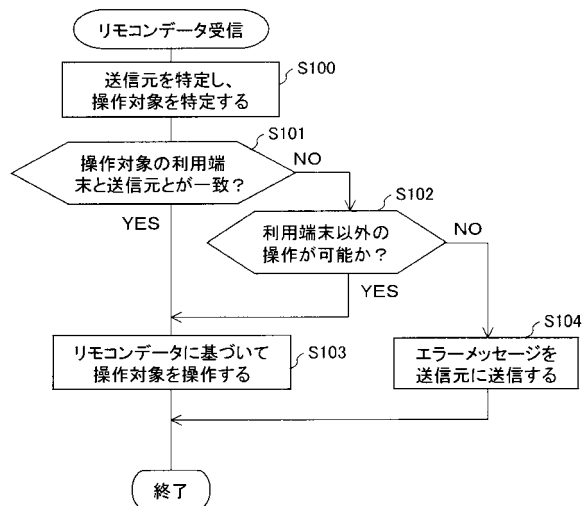 リモコンデータ受信
送信元を特定し、
操作対象を特定する
S100
S101
操作対象の利用端
末と送信元とが一致？
NO
YES
S102
利用端末以外の
操作が可能か？
NO
YES
S103
リモコンデータに基づいて
操作対象を操作する
S104
エラーメッセージを
送信元に送信する
終了